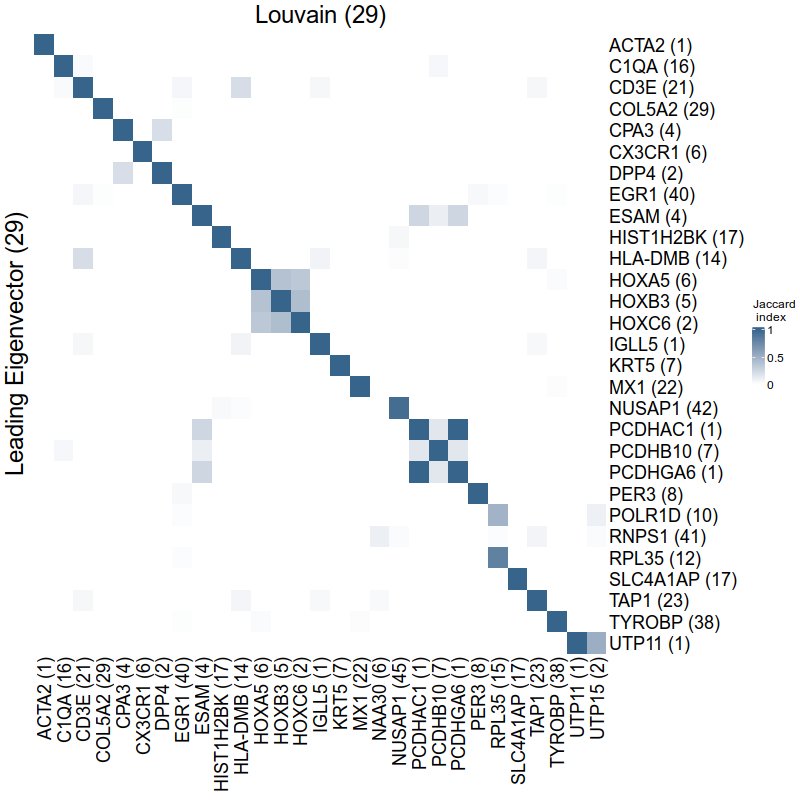 Louvain (29)
Leading Eigenvector (29)
ACTA2 (1)
C1QA (16)
CD3E (21)
COL5A2 (29)
CPA3 (4)
CX3CR1 (6)
DPP4 (2)
EGR1 (40)
ESAM (4)
HIST1H2BK (17)
HLA-DMB (14)
HOXA5 (6)
HOXB3 (5)
HOXC6 (2)
IGLL5 (1)
KRT5 (7)
MX1 (22)
NUSAP1 (42)
PCDHAC1 (1)
PCDHB10 (7)
PCDHGA6 (1)
PER3 (8)
POLR1D (10)
RNPS1 (41)
RPL35 (12)
SLC4A1AP (17)
TAP1 (23)
TYROBP (38)
UTP11 (1)
Jaccard
index
1
0.5
0
ACTA2 (1)
C1QA (16)
CD3E (21)
COL5A2 (29)
CPA3 (4)
CX3CR1 (6)
DPP4 (2)
EGR1 (40)
ESAM (4)
HIST1H2BK (17)
HLA-DMB (14)
HOXA5 (6)
HOXB3 (5)
HOXC6 (2)
IGLL5 (1)
KRT5 (7)
MX1 (22)
NAA30 (6)
NUSAP1 (45)
PCDHAC1 (1)
PCDHB10 (7)
PCDHGA6 (1)
PER3 (8)
RPL35 (15)
SLC4A1AP (17)
TAP1 (23)
TYROBP (38)
UTP11 (1)
UTP15 (2)